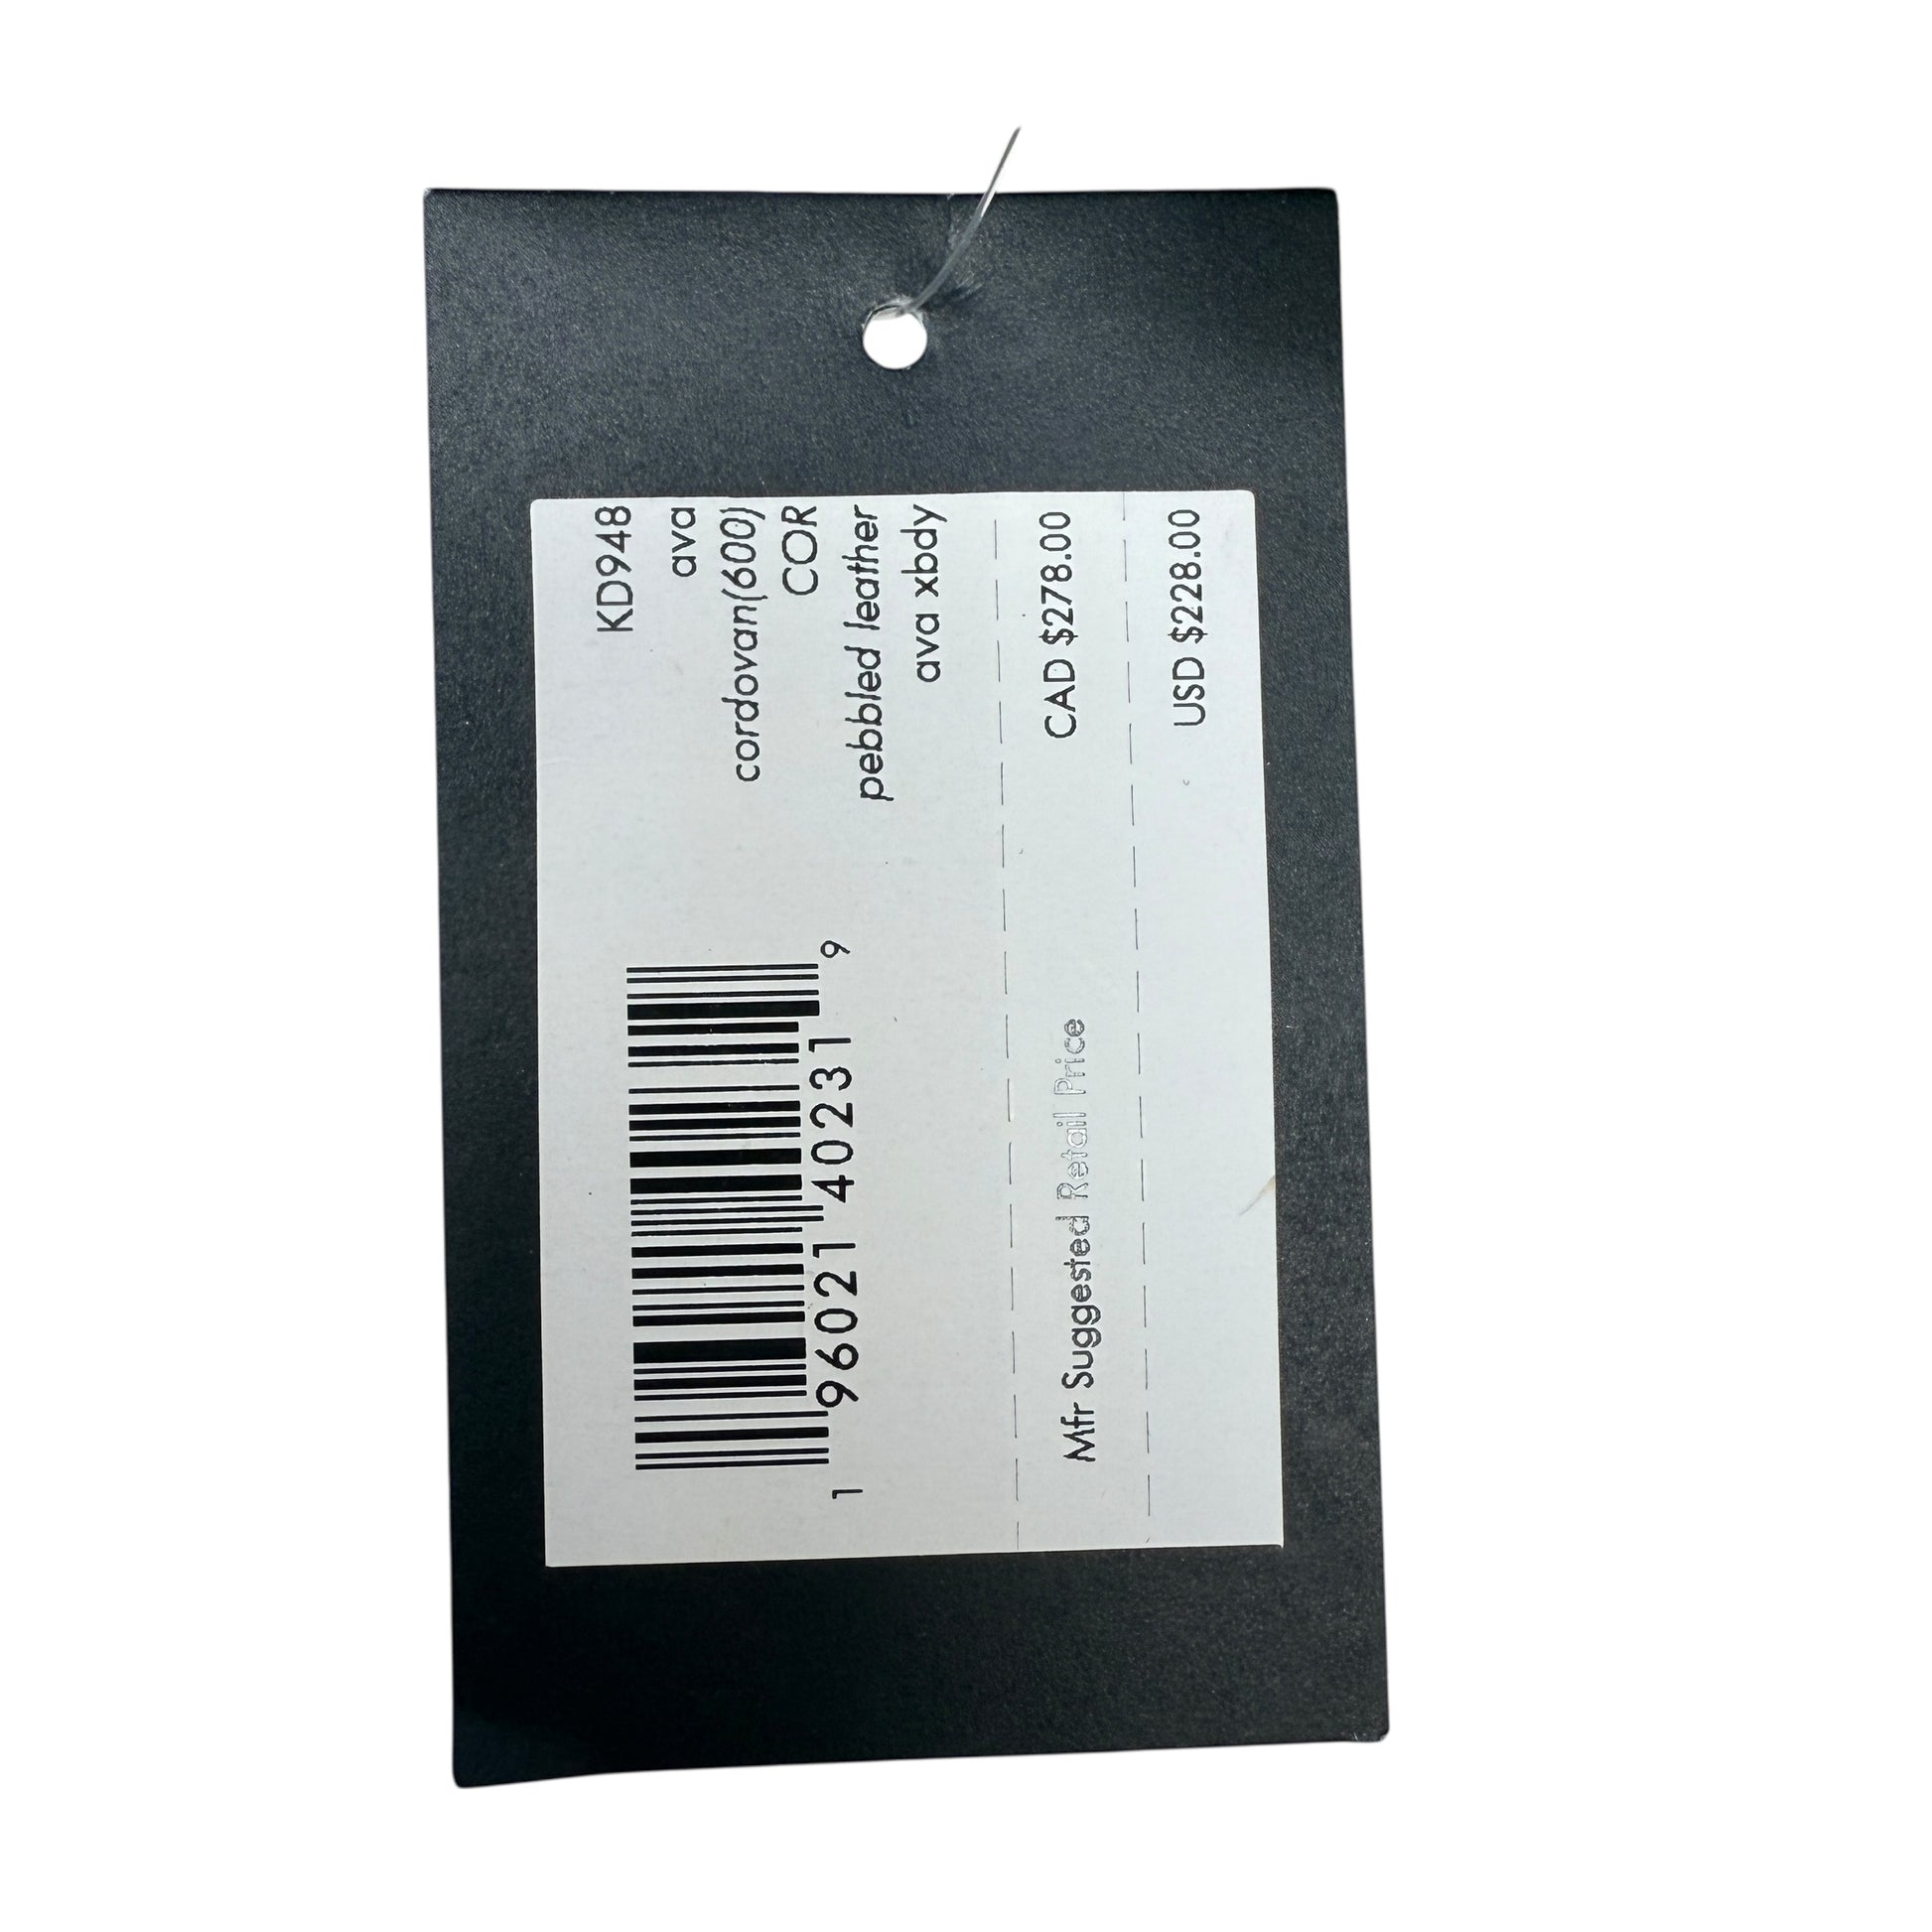 KD948
ava
cordovan(600)
COR
pebbled leather
ava xbdy
1 96021 40231 9
Mfr Suggested Retail Price CAD $278.00
USD $228.00